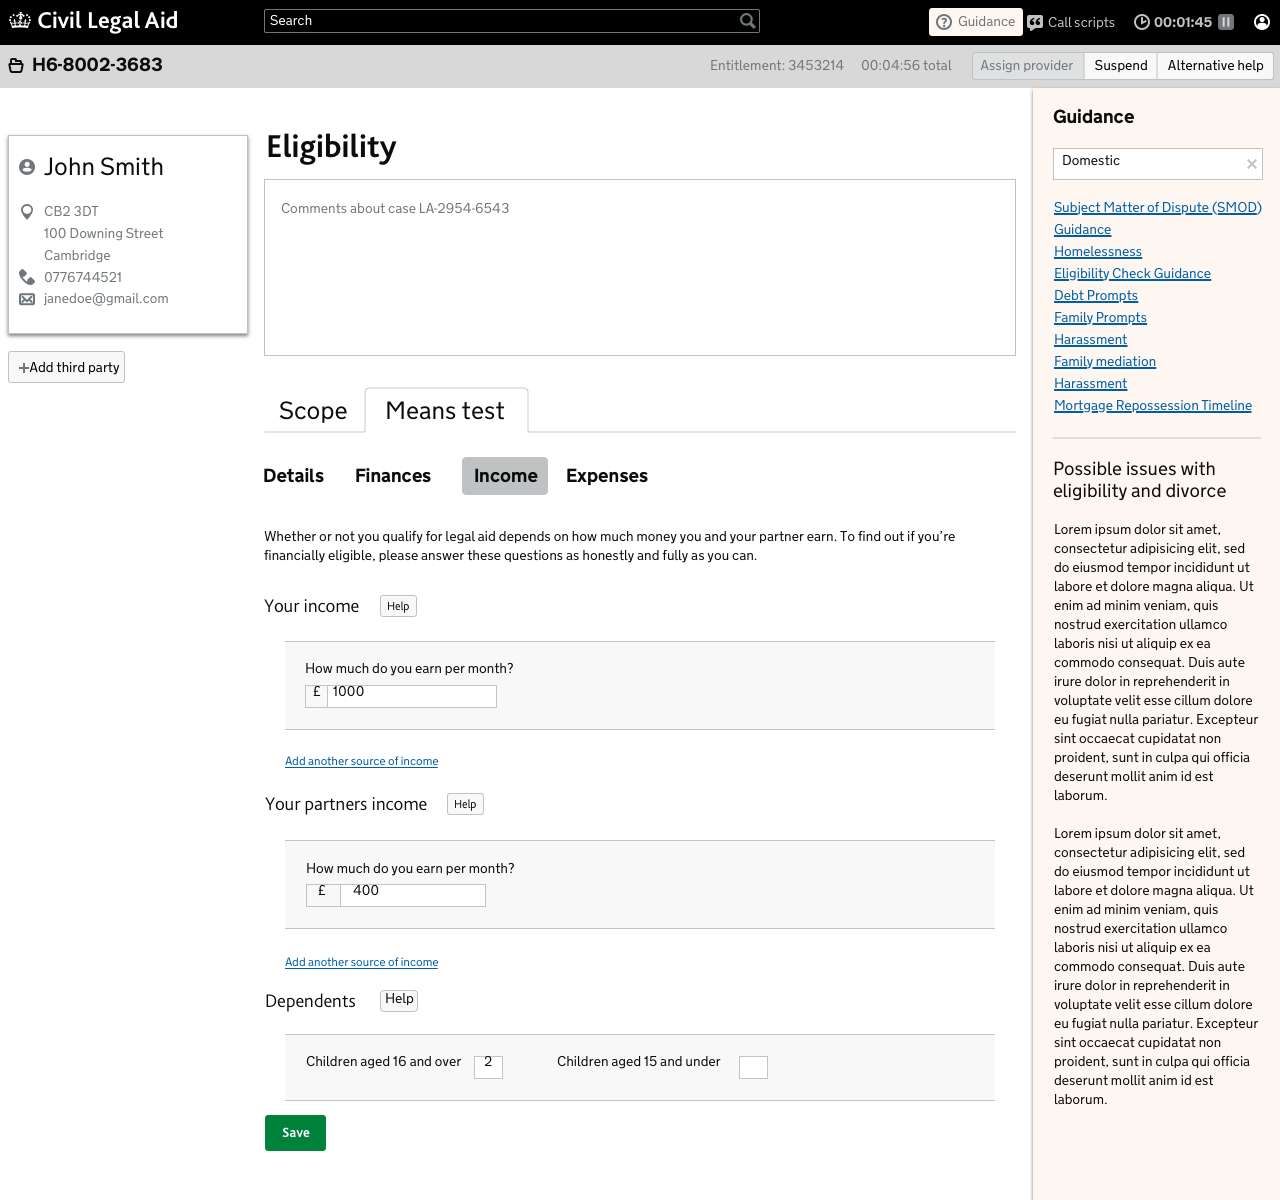 Civil Legal Aid
Search
Guidance
Call scripts
00:01:45
H6-8002-3683
Entitlement: 3453214
00:04:56 total
Assign provider
Suspend
Alternative help
John Smith
CB2 3DT
100 Downing Street
Cambridge
0776744521
janedoe@gmail.com
+Add third party
Eligibility
Comments about case LA-2954-6543
Scope
Means test
Details
Finances
Income
Expenses
Whether or not you qualify for legal aid depends on how much money you and your partner earn. To find out if you're
financially eligible, please answer these questions as honestly and fully as you can.
Your income
Help
How much do you earn per month?
£ 1000
Add another source of income
Your partners income
Help
How much do you earn per month?
£ 400
Add another source of income
Dependents
Help
Children aged 16 and over
2
Children aged 15 and under
Save
Guidance
Domestic
Subject Matter of Dispute (SMOD)
Guidance
Homelessness
Eligibility Check Guidance
Debt Prompts
Family Prompts
Harassment
Family mediation
Harassment
Mortgage Repossession Timeline
Possible issues with
eligibility and divorce
Lorem ipsum dolor sit amet,
consectetur adipisicing elit, sed
do eiusmod tempor incididunt ut
labore et dolore magna aliqua. Ut
enim ad minim veniam, quis
nostrud exercitation ullamco
laboris nisi ut aliquip ex ea
commodo consequat. Duis aute
irure dolor in reprehenderit in
voluptate velit esse cillum dolore
eu fugiat nulla pariatur. Excepteur
sint occaecat cupidatat non
proident, sunt in culpa qui officia
deserunt mollit anim id est
laborum.
Lorem ipsum dolor sit amet,
consectetur adipisicing elit, sed
do eiusmod tempor incididunt ut
labore et dolore magna aliqua. Ut
enim ad minim veniam, quis
nostrud exercitation ullamco
laboris nisi ut aliquip ex ea
commodo consequat. Duis aute
irure dolor in reprehenderit in
voluptate velit esse cillum dolore
eu fugiat nulla pariatur. Excepteur
sint occaecat cupidatat non
proident, sunt in culpa qui officia
deserunt mollit anim id est
laborum.